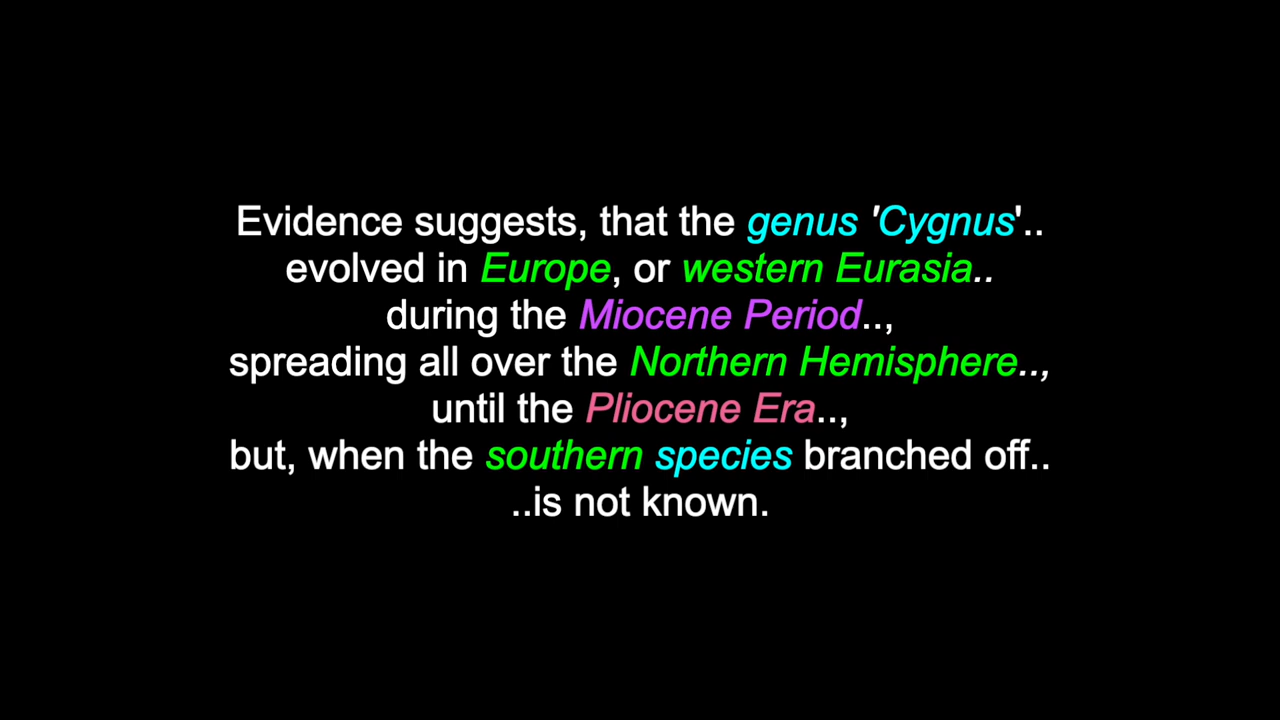 Evidence suggests, that the genus 'Cygnus'..
evolved in Europe, or western Eurasia..
during the Miocene Period..,
spreading all over the Northern Hemisphere..,
until the Pliocene Era..,
but, when the southern species branched off..
..is not known.